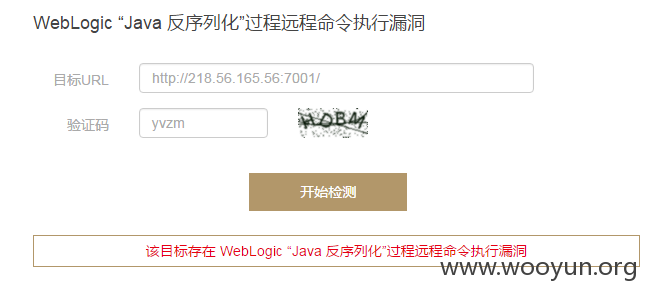 WebLogic “Java 反序列化”过程远程命令执行漏洞
目标URL http://218.56.165.56:7001/
验证码 yvzm HOBM
开始检测
该目标存在 WebLogic “Java 反序列化”过程远程命令执行漏洞
www.wooyun.org